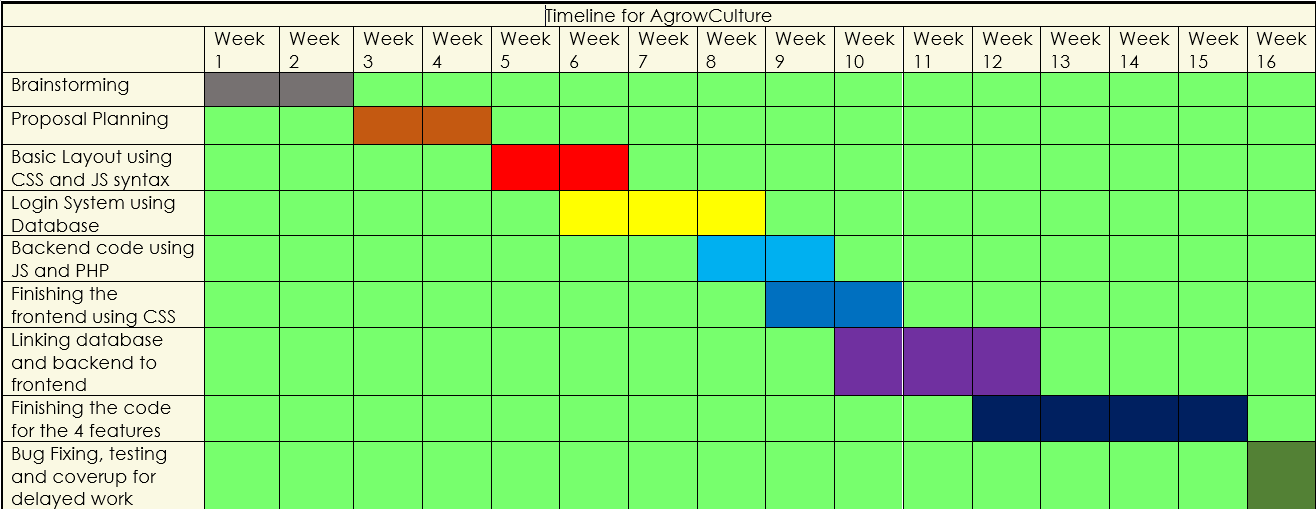 Timeline for AgrowCulture
Week 1 Week 2 Week 3 Week 4 Week 5 Week 6 Week 7 Week 8 Week 9 Week 10 Week 11 Week 12 Week 13 Week 14 Week 15 Week 16
Brainstorming
Proposal Planning
Basic Layout using
CSS and JS syntax
Login System using
Database
Backend code using
JS and PHP
Finishing the
frontend using CSS
Linking database
and backend to
frontend
Finishing the code
for the 4 features
Bug Fixing, testing
and coverup for
delayed work